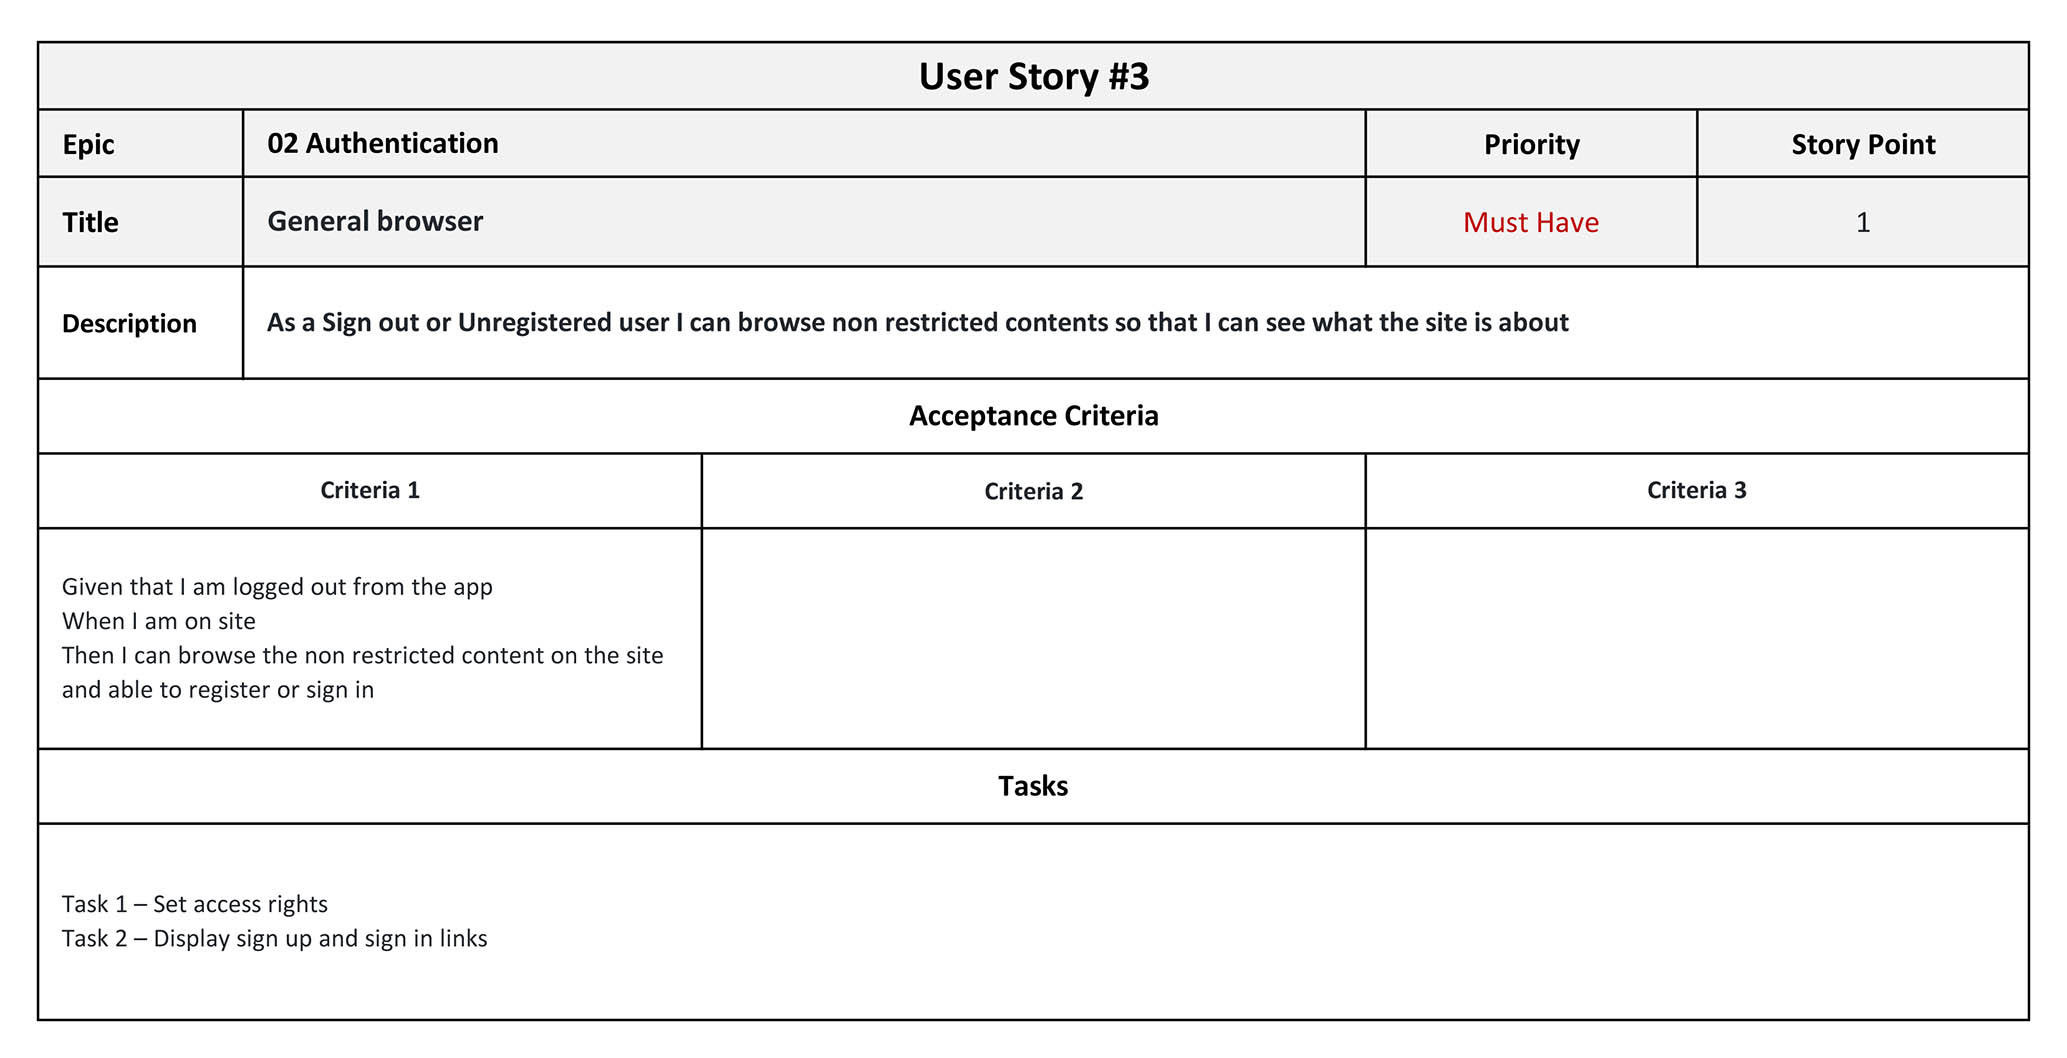 User Story #3
Epic
02 Authentication
Priority
Story Point
Title
General browser
Must Have
1
Description
As a Sign out or Unregistered user I can browse non restricted contents so that I can see what the site is about
Acceptance Criteria
Criteria 1
Criteria 2
Criteria 3
Given that I am logged out from the app
When I am on site
Then I can browse the non restricted content on the site
and able to register or sign in
Tasks
Task 1 – Set access rights
Task 2 – Display sign up and sign in links